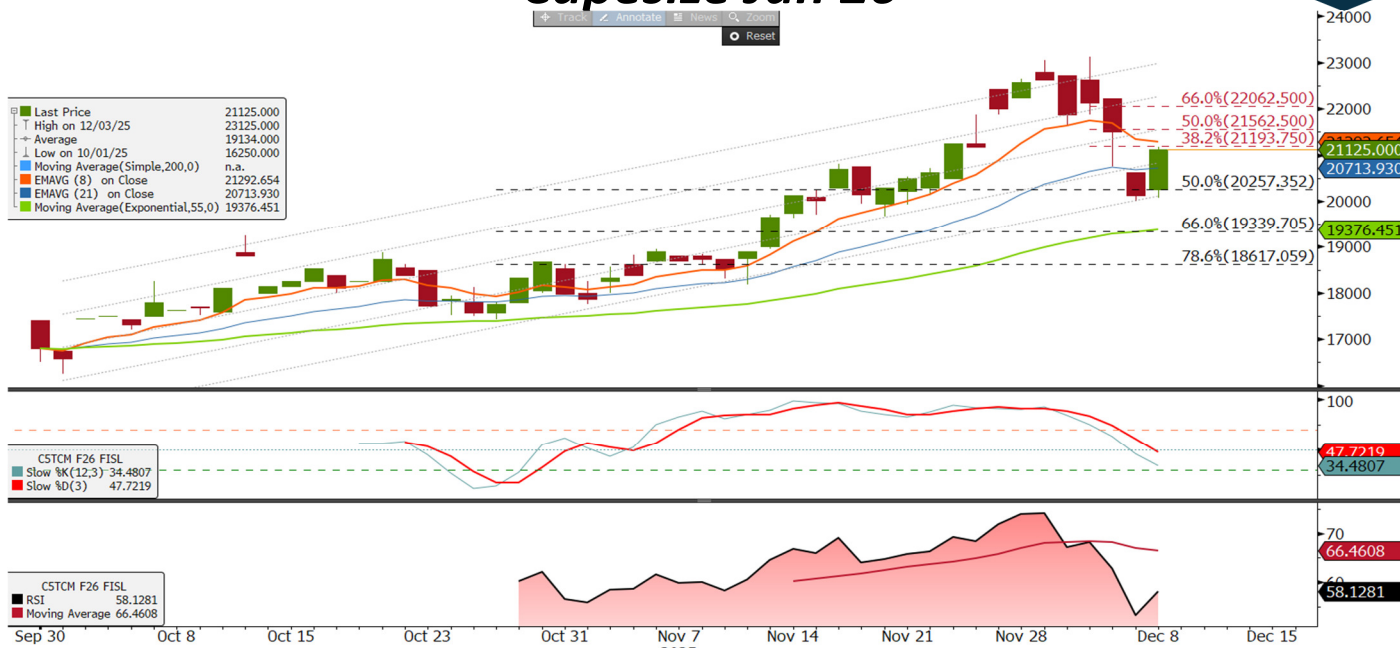 Capesize Jan 26
Track Annotate News Zoom
Reset
Last Price 21125.000
High on 12/03/25 23125.000
Average 19134.000
Low on 10/01/25 16250.000
Moving Average(Simple,200,0) n.a.
EMAVG (8) on Close 21292.654
EMAVG (21) on Close 20713.930
Moving Average(Exponential,55,0) 19376.451
24000
23000
66.0%(22062.500)
22000
50.0%(21562.500)
38.2%(21193.750)
21292.654
21125.000
20713.930
50.0%(20257.352)
20000
66.0%(19339.705)
19376.451
19000
78.6%(18617.059)
18000
17000
100
CSTCM F26 FISL
Slow %K(12,3) 34.4807
Slow %D(3) 47.7219
47.7219
34.4807
70
66.4608
60
58.1281
CSTCM F26 FISL
RSI 58.1281
Moving Average 66.4608
Sep 30 Oct 8 Oct 15 Oct 23 Oct 31 Nov 7 Nov 14 Nov 21 Nov 28 Dec 8 Dec 15